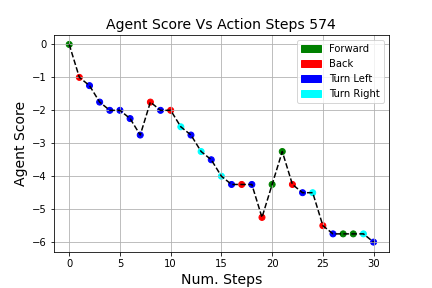 Agent Score Vs Action Steps 574
Forward
Back
Turn Left
Turn Right
Agent Score
0
−1
−2
−3
−4
−5
−6
0
5
10
15
20
25
30
Num. Steps